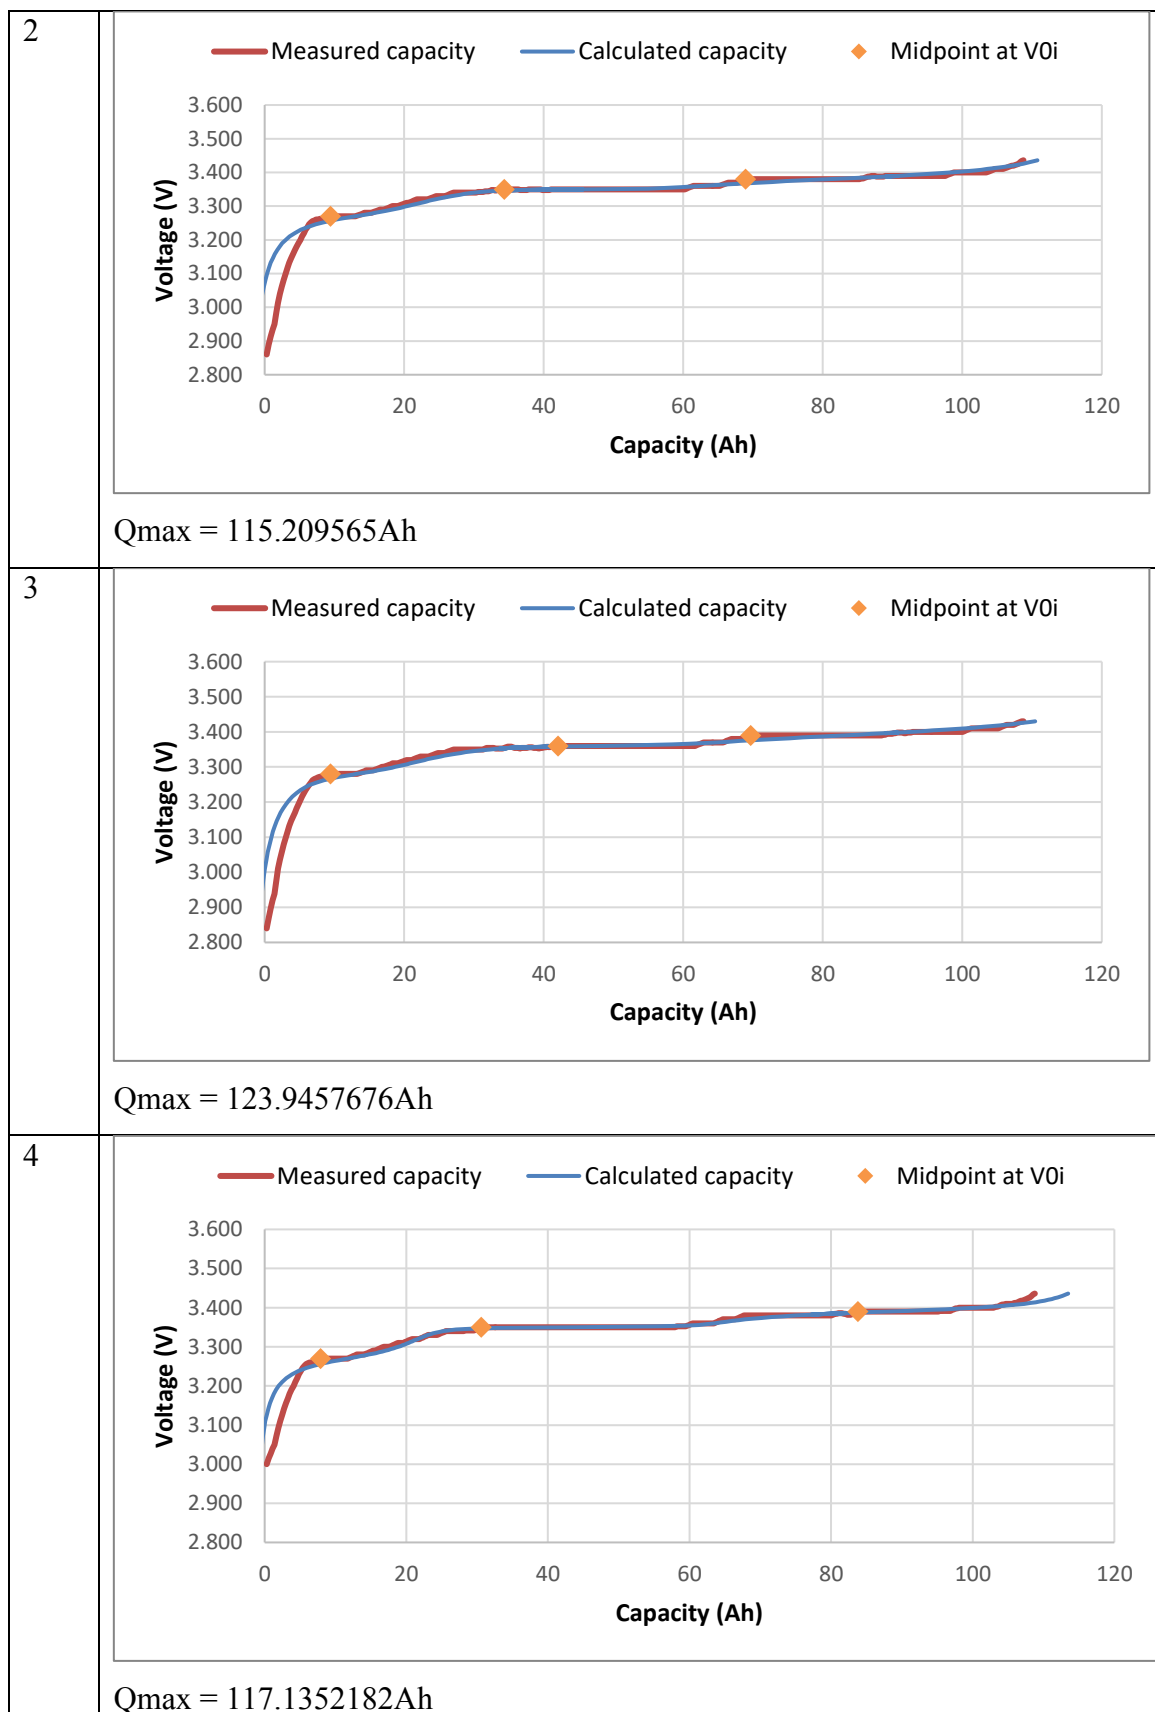 2
Measured capacity Calculated capacity Midpoint at V0i
3.600
3.500
3.400
3.300
3.200
3.100
3.000
2.900
2.800
Voltage (V)
0 20 40 60 80 100 120
Capacity (Ah)
Qmax = 115.209565Ah
3
Measured capacity Calculated capacity Midpoint at V0i
3.600
3.500
3.400
3.300
3.200
3.100
3.000
2.900
2.800
Voltage (V)
0 20 40 60 80 100 120
Capacity (Ah)
Qmax = 123.9457676Ah
4
Measured capacity Calculated capacity Midpoint at V0i
3.600
3.500
3.400
3.300
3.200
3.100
3.000
2.900
2.800
Voltage (V)
0 20 40 60 80 100 120
Capacity (Ah)
Qmax = 117.1352182Ah